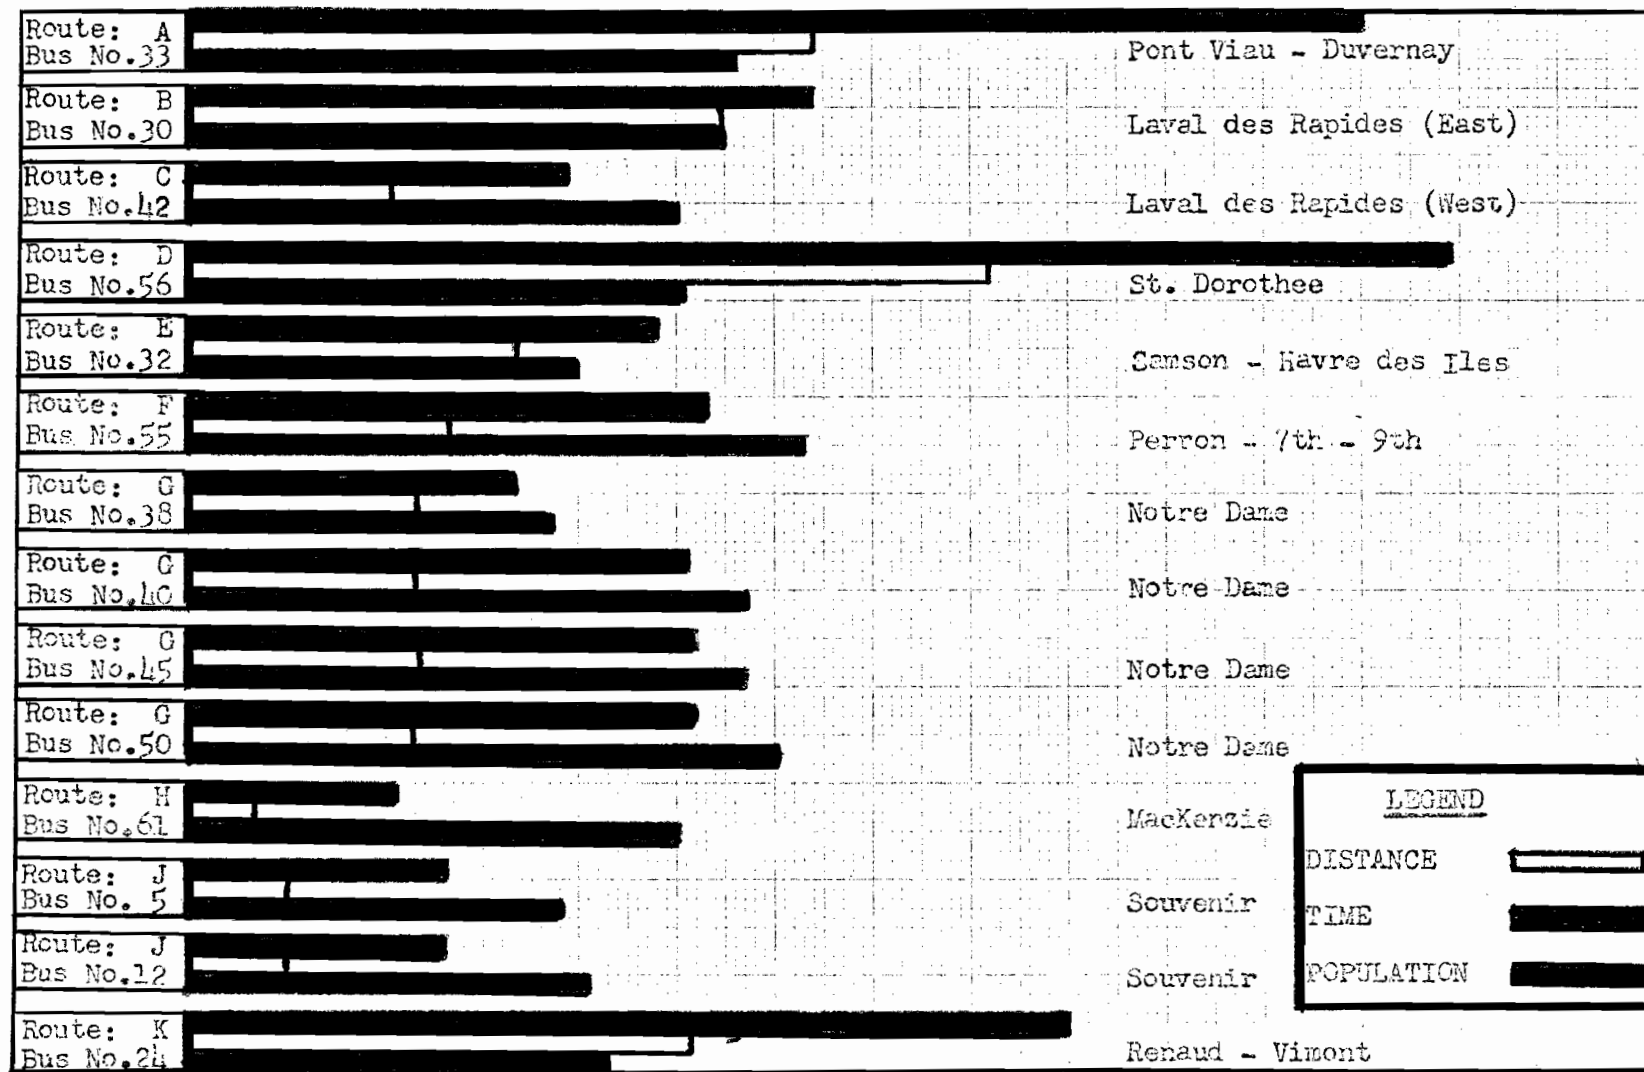 Route: A
Bus No.33
Pont Viau - Duvernay
Route: B
Bus No.30
Laval des Rapides (East)
Route: C
Bus No.42
Laval des Rapides (West)
Route: D
Bus No.56
St. Dorothee
Route: E
Bus No.32
Samson - Havre des Iles
Route: F
Bus No.55
Perron - 7th - 9th
Route: G
Bus No.38
Notre Dame
Route: G
Bus No.40
Notre Dame
Route: G
Bus No.45
Notre Dame
Route: G
Bus No.50
Notre Dame
Route: H
Bus No.61
MacKenzie
Route: J
Bus No. 5
Souvenir
Route: J
Bus No.12
Souvenir
Route: K
Bus No.24
Renaud - Vimont
LEGEND
DISTANCE
TIME
POPULATION